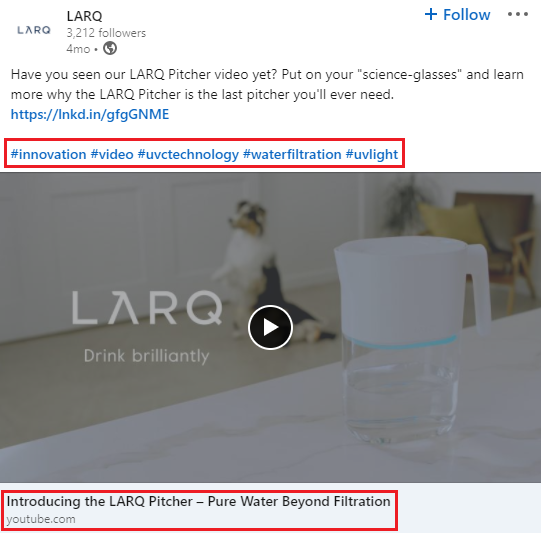 LARQ
LARQ
3,212 followers
4mo •
+ Follow
•••
Have you seen our LARQ Pitcher video yet? Put on your "science-glasses" and learn
more why the LARQ Pitcher is the last pitcher you'll ever need.
https://lnkd.in/gfgGNME
#innovation #video #uvctechnology #waterfiltration #uvlight
LARQ
Drink brilliantly
Introducing the LARQ Pitcher – Pure Water Beyond Filtration
youtube.com